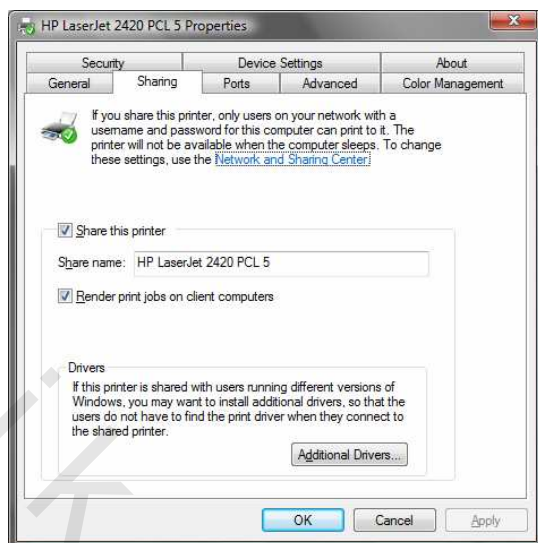 HP LaserJet 2420 PCL 5 Properties
Security Device Settings About
General Sharing Ports Advanced Color Management
If you share this printer, only users on your network with a
username and password for this computer can print to it. The
printer will not be available when the computer sleeps. To change
these settings, use the Network and Sharing Center.
Share this printer
Share name: HP LaserJet 2420 PCL 5
Render print jobs on client computers
Drivers
If this printer is shared with users running different versions of
Windows, you may want to install additional drivers, so that the
users do not have to find the print driver when they connect to
the shared printer.
Additional Drivers...
OK Cancel Apply